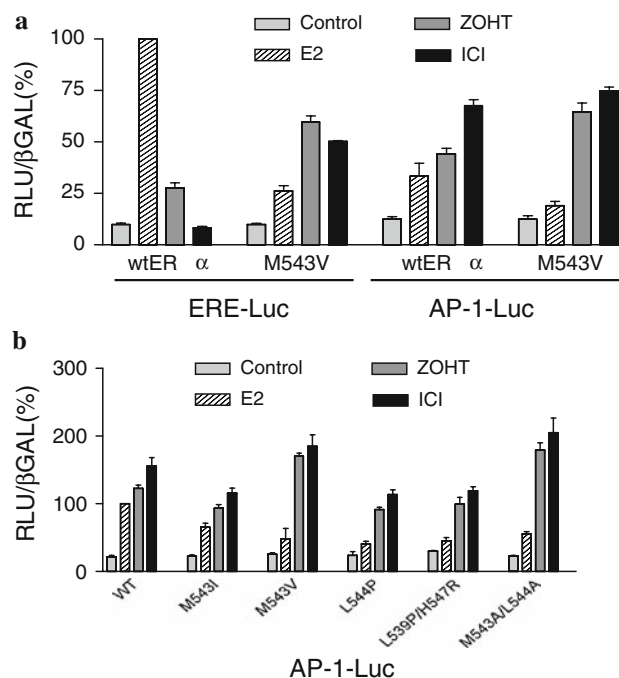 a
Control
ZOHT
E2
ICI
RLU/βGAL(%)
100
75
50
25
0
wtER α
M543V
wtER α
M543V
ERE-Luc
AP-1-Luc
b
Control
ZOHT
E2
ICI
RLU/βGAL(%)
300
200
100
0
WT
M543I
M543V
L544P
L539P/H547R
M543A/L544A
AP-1-Luc